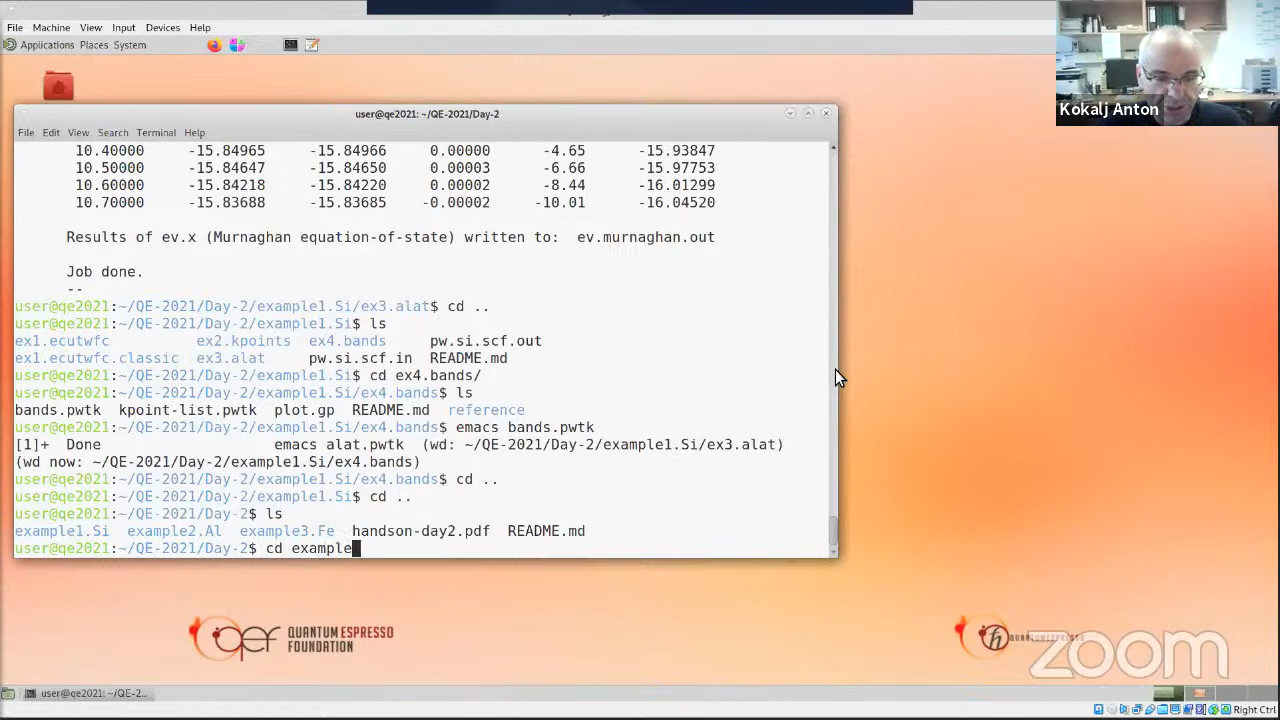 File Machine View Input Devices Help
Applications Places System
Kokalj Anton
user@qe2021: ~/QE-2021/Day-2
File Edit View Search Terminal Help
10.40000 -15.84965 -15.84966 0.00000 -4.65 -15.93847
10.50000 -15.84647 -15.84650 0.00003 -6.66 -15.97753
10.60000 -15.84218 -15.84220 0.00002 -8.44 -16.01299
10.70000 -15.83688 -15.83685 -0.00002 -10.01 -16.04520
Results of ev.x (Murnaghan equation-of-state) written to: ev.murnaghan.out
Job done.
--
user@qe2021:~/QE-2021/Day-2/example1.Si/ex3.alat$ cd ..
user@qe2021:~/QE-2021/Day-2/example1.Si$ ls
ex1.ecutwfc ex2.kpoints ex4.bands pw.si.scf.out
ex1.ecutwfc.classic ex3.alat pw.si.scf.in README.md
user@qe2021:~/QE-2021/Day-2/example1.Si$ cd ex4.bands/
user@qe2021:~/QE-2021/Day-2/example1.Si/ex4.bands$ ls
bands.pwtk kpoint-list.pwtk plot.gp README.md reference
user@qe2021:~/QE-2021/Day-2/example1.Si/ex4.bands$ emacs bands.pwtk
[1]+ Done emacs alat.pwtk (wd: ~/QE-2021/Day-2/example1.Si/ex3.alat)
(wd now: ~/QE-2021/Day-2/example1.Si/ex4.bands)
user@qe2021:~/QE-2021/Day-2/example1.Si/ex4.bands$ cd ..
user@qe2021:~/QE-2021/Day-2/example1.Si$ cd ..
user@qe2021:~/QE-2021/Day-2$ ls
example1.Si example2.Al example3.Fe handson-day2.pdf README.md
user@qe2021:~/QE-2021/Day-2$ cd example
QUANTUM ESPRESSO
FOUNDATION
zoom
user@qe2021: ~/QE-2...
Right Ctrl